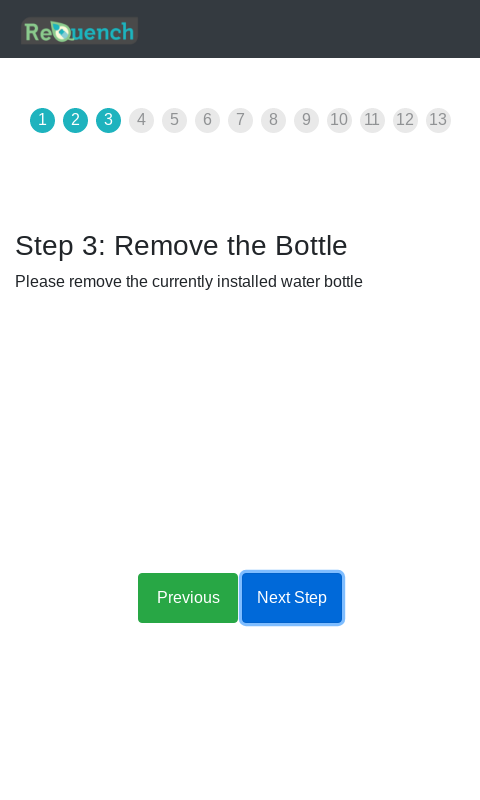 ReQuench
1 2 3 4 5 6 7 8 9 10 11 12 13
Step 3: Remove the Bottle
Please remove the currently installed water bottle
Previous Next Step